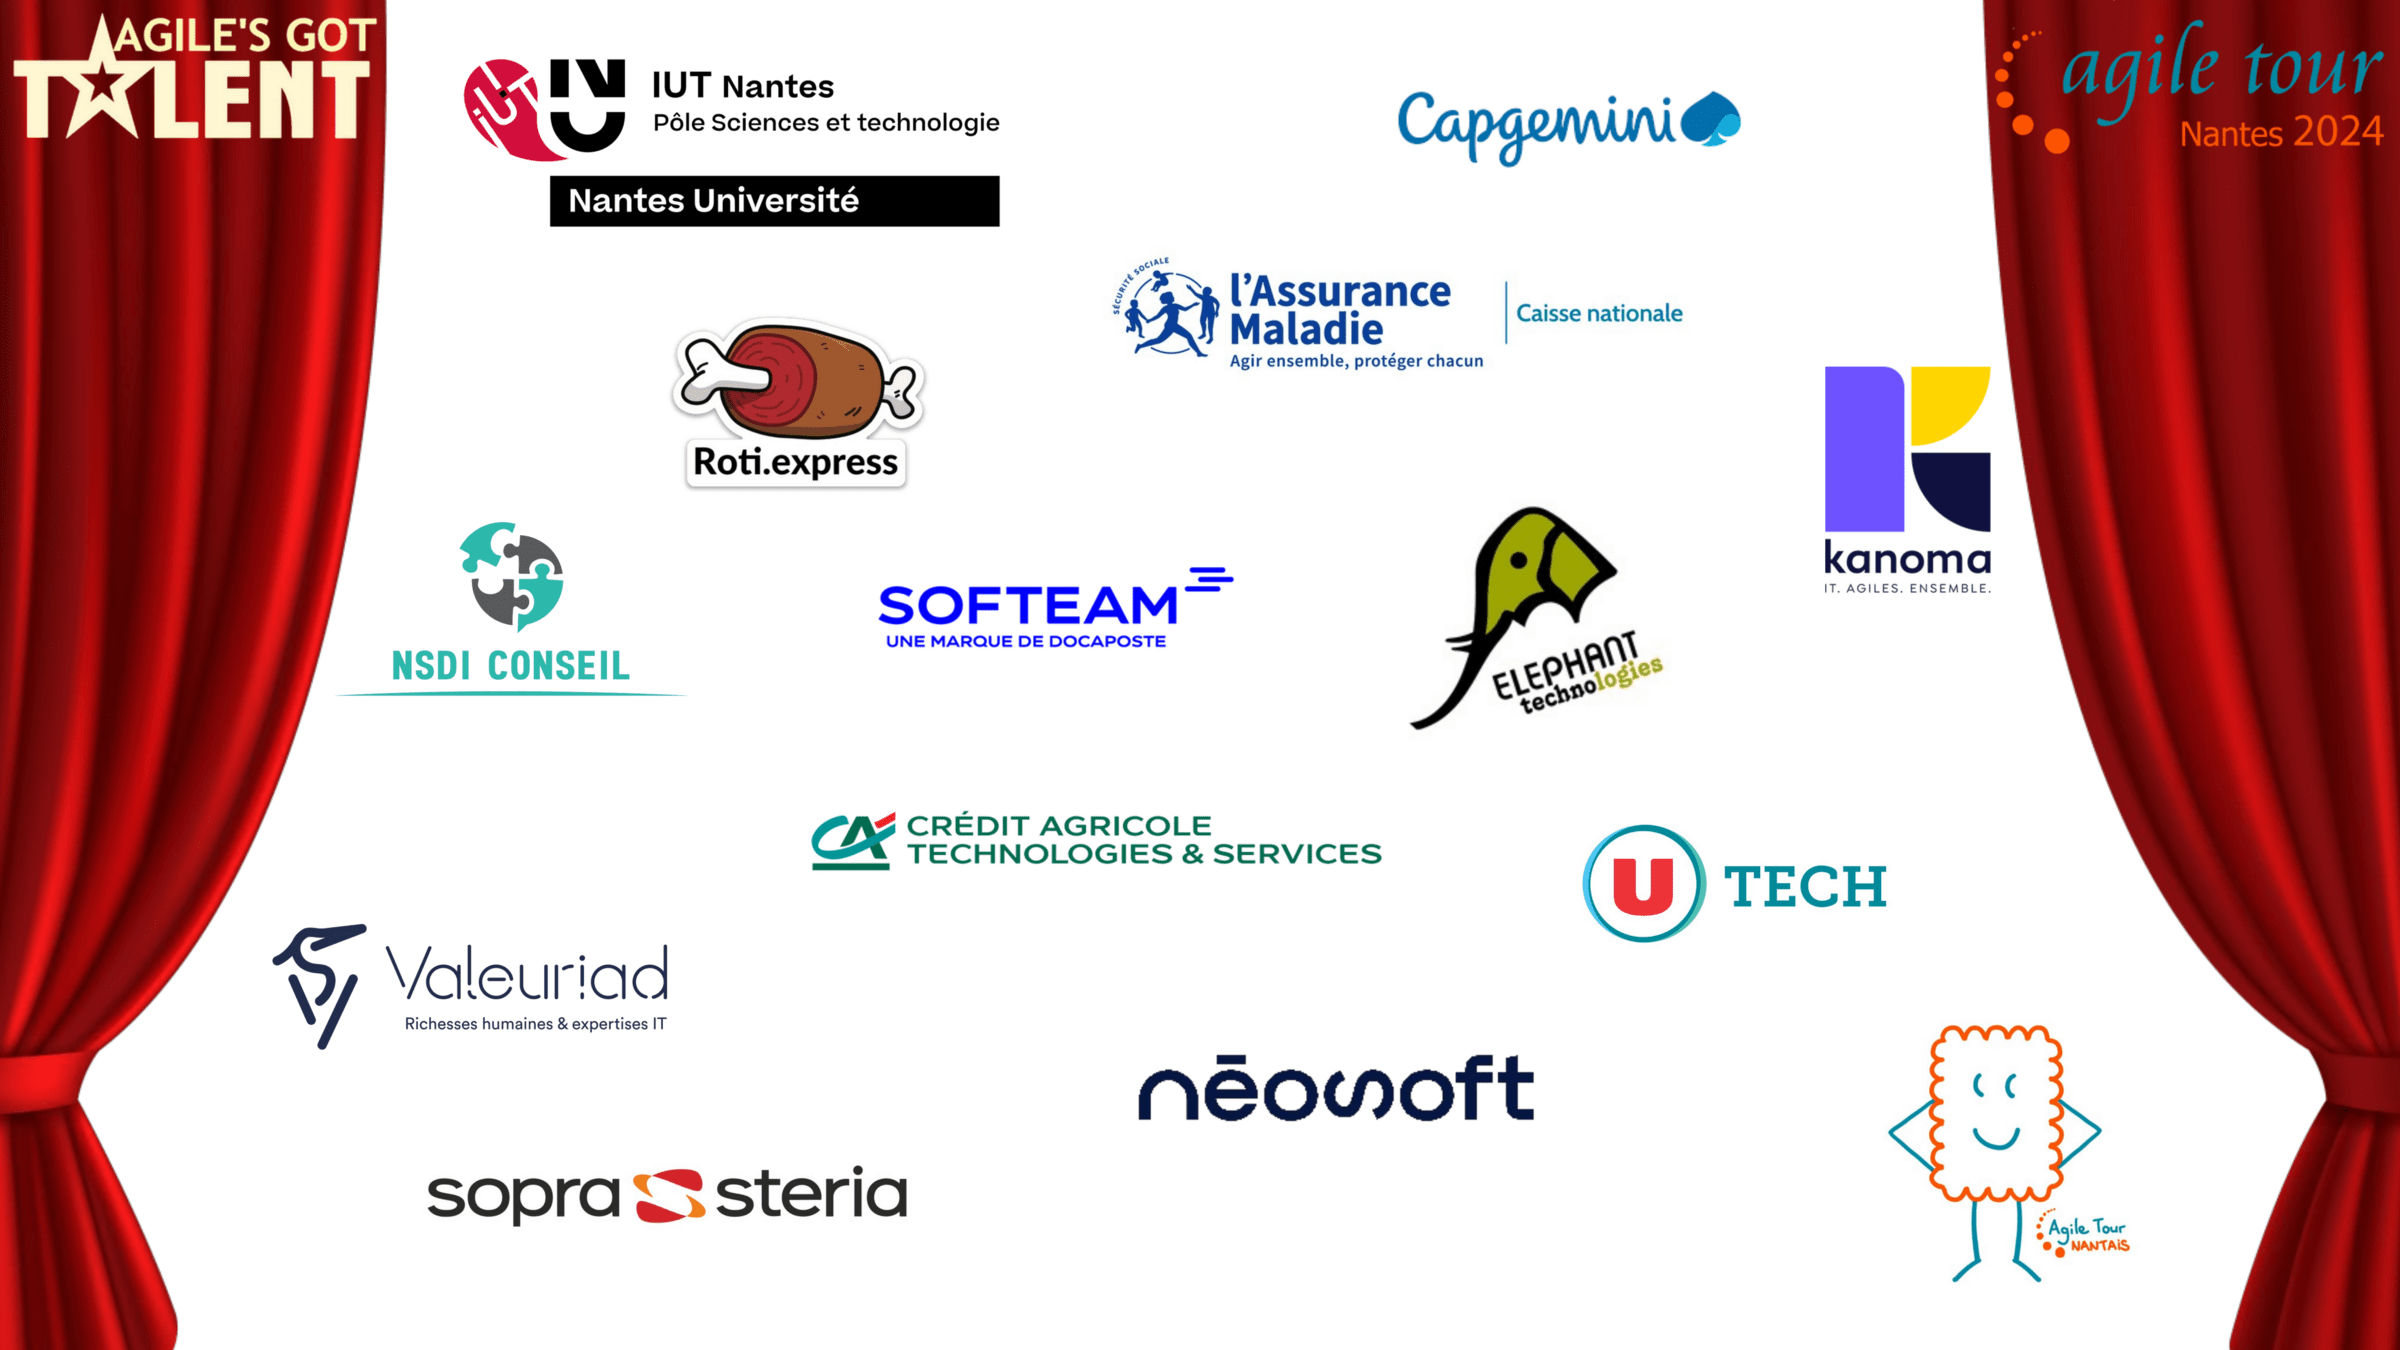 AGILE'S GOT
TALENT
agile tour
Nantes 2024
iUT
IUT Nantes
Pôle Sciences et technologie
Nantes Université
Capgemini
SÉCURITÉ SOCIALE
l'Assurance
Maladie
Agir ensemble, protéger chacun
Caisse nationale
Roti.express
kanoma
IT. AGILES. ENSEMBLE.
NSDI CONSEIL
SOFTEAM
UNE MARQUE DE DOCAPOSTE
ELEPHANT
technologies
CA
CRÉDIT AGRICOLE
TECHNOLOGIES & SERVICES
U TECH
Valeuriad
Richesses humaines & expertises IT
nēosoft
sopra steria
Agile Tour
NANTAIS